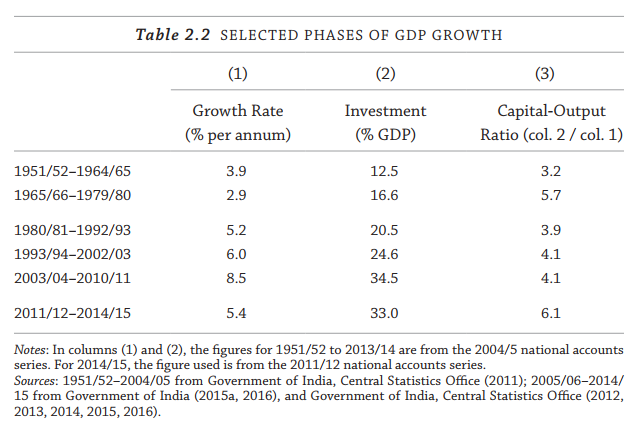 Table 2.2 SELECTED PHASES OF GDP GROWTH
(1) (2) (3)
Growth Rate Investment Capital-Output
(% per annum) (% GDP) Ratio (col. 2 / col. 1)
1951/52–1964/65 3.9 12.5 3.2
1965/66–1979/80 2.9 16.6 5.7
1980/81–1992/93 5.2 20.5 3.9
1993/94–2002/03 6.0 24.6 4.1
2003/04–2010/11 8.5 34.5 4.1
2011/12–2014/15 5.4 33.0 6.1
Notes: In columns (1) and (2), the figures for 1951/52 to 2013/14 are from the 2004/5 national accounts
series. For 2014/15, the figure used is from the 2011/12 national accounts series.
Sources: 1951/52–2004/05 from Government of India, Central Statistics Office (2011); 2005/06–2014/
15 from Government of India (2015a, 2016), and Government of India, Central Statistics Office (2012,
2013, 2014, 2015, 2016).